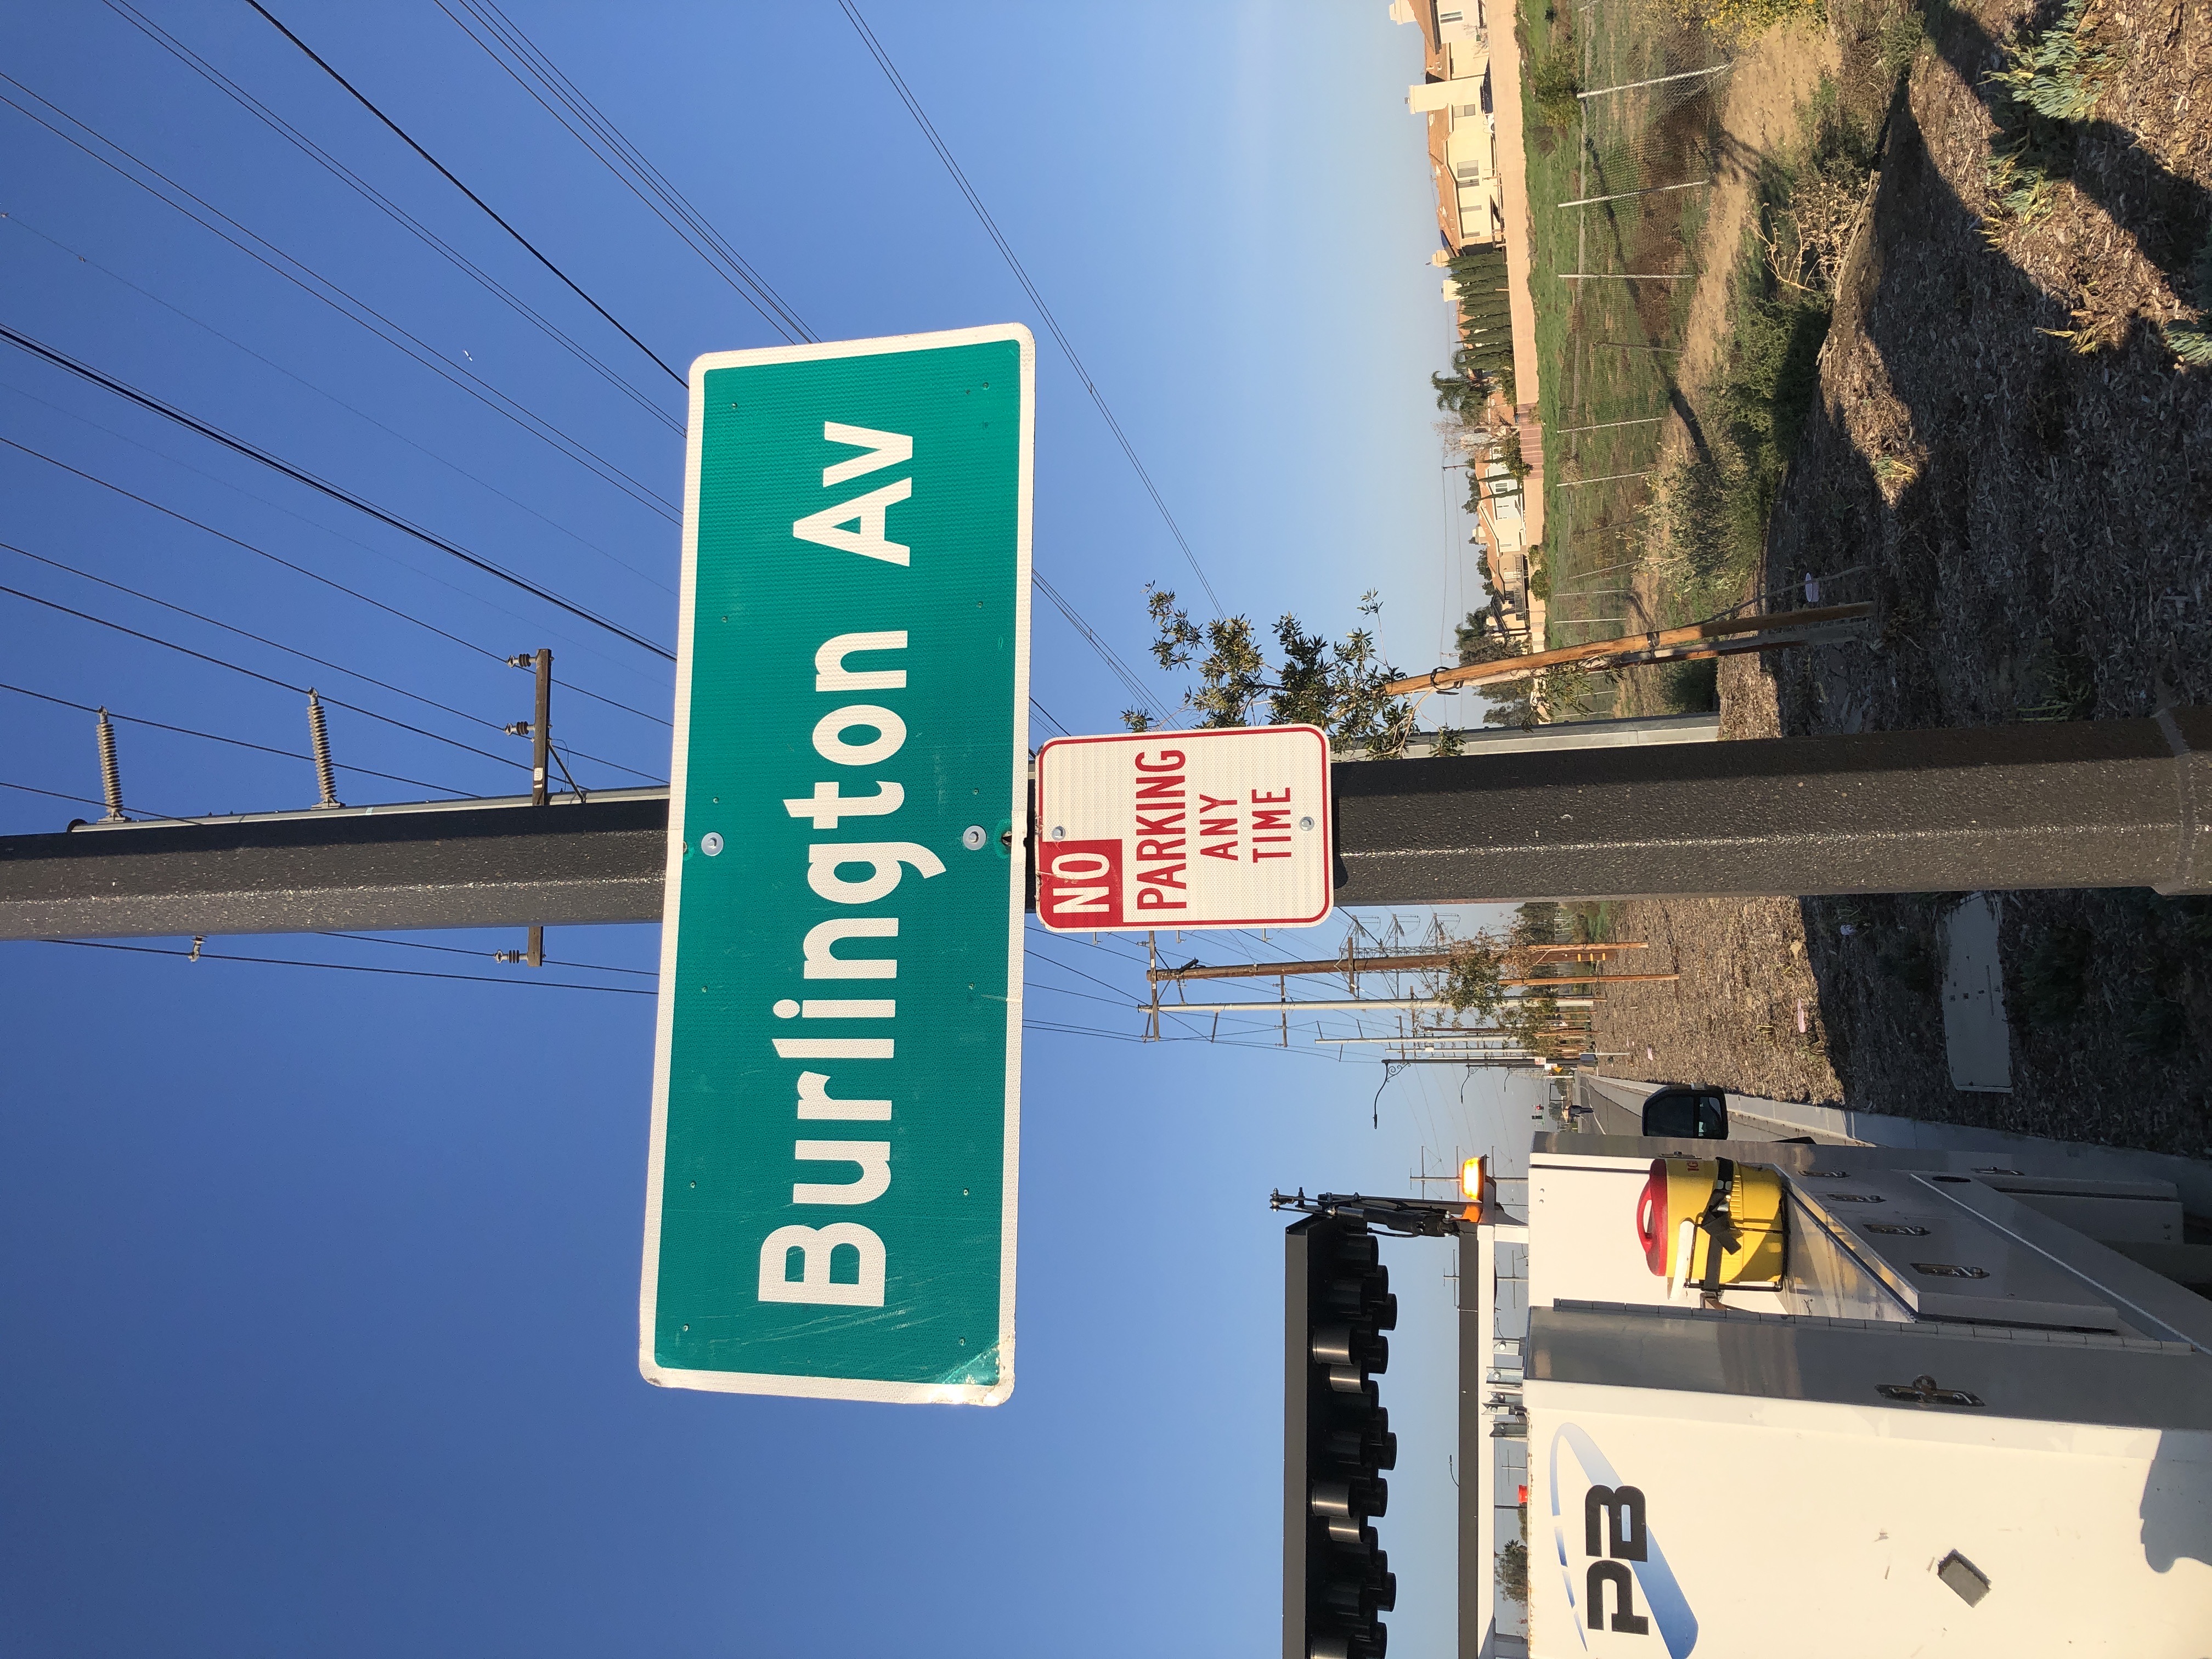 Burlington Av
NO
PARKING
ANY
TIME
PB